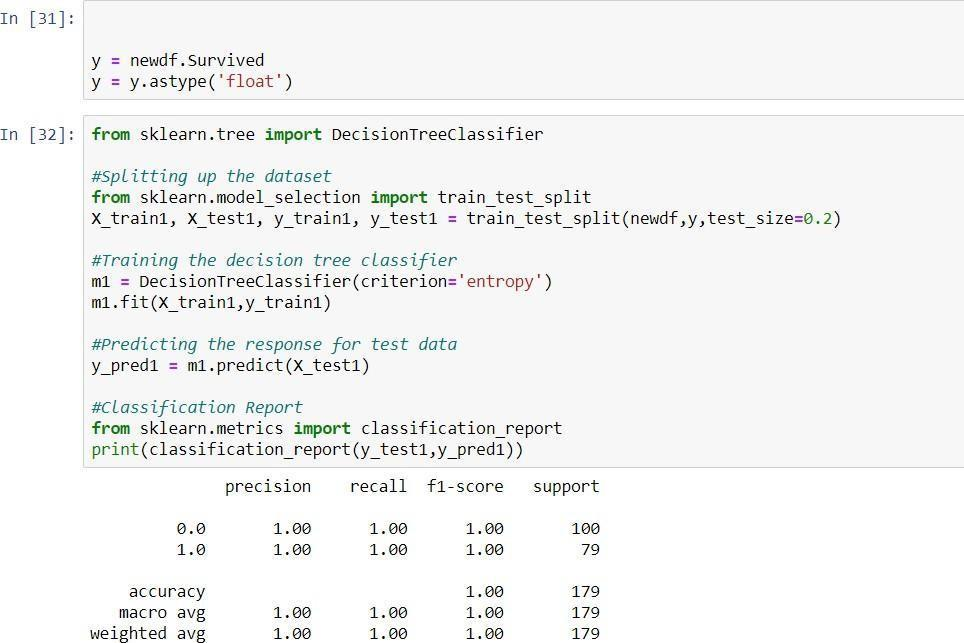 In [31]:
y = newdf.Survived
y = y.astype('float')
In [32]:
from sklearn.tree import DecisionTreeClassifier
#Splitting up the dataset
from sklearn.model_selection import train_test_split
X_train1, X_test1, y_train1, y_test1 = train_test_split(newdf,y,test_size=0.2)
#Training the decision tree classifier
m1 = DecisionTreeClassifier(criterion='entropy')
m1.fit(X_train1,y_train1)
#Predicting the response for test data
y_pred1 = m1.predict(X_test1)
#Classification Report
from sklearn.metrics import classification_report
print(classification_report(y_test1,y_pred1))
precision recall f1-score support
0.0 1.00 1.00 1.00 100
1.0 1.00 1.00 1.00 79
accuracy 1.00 179
macro avg 1.00 1.00 1.00 179
weighted avg 1.00 1.00 1.00 179